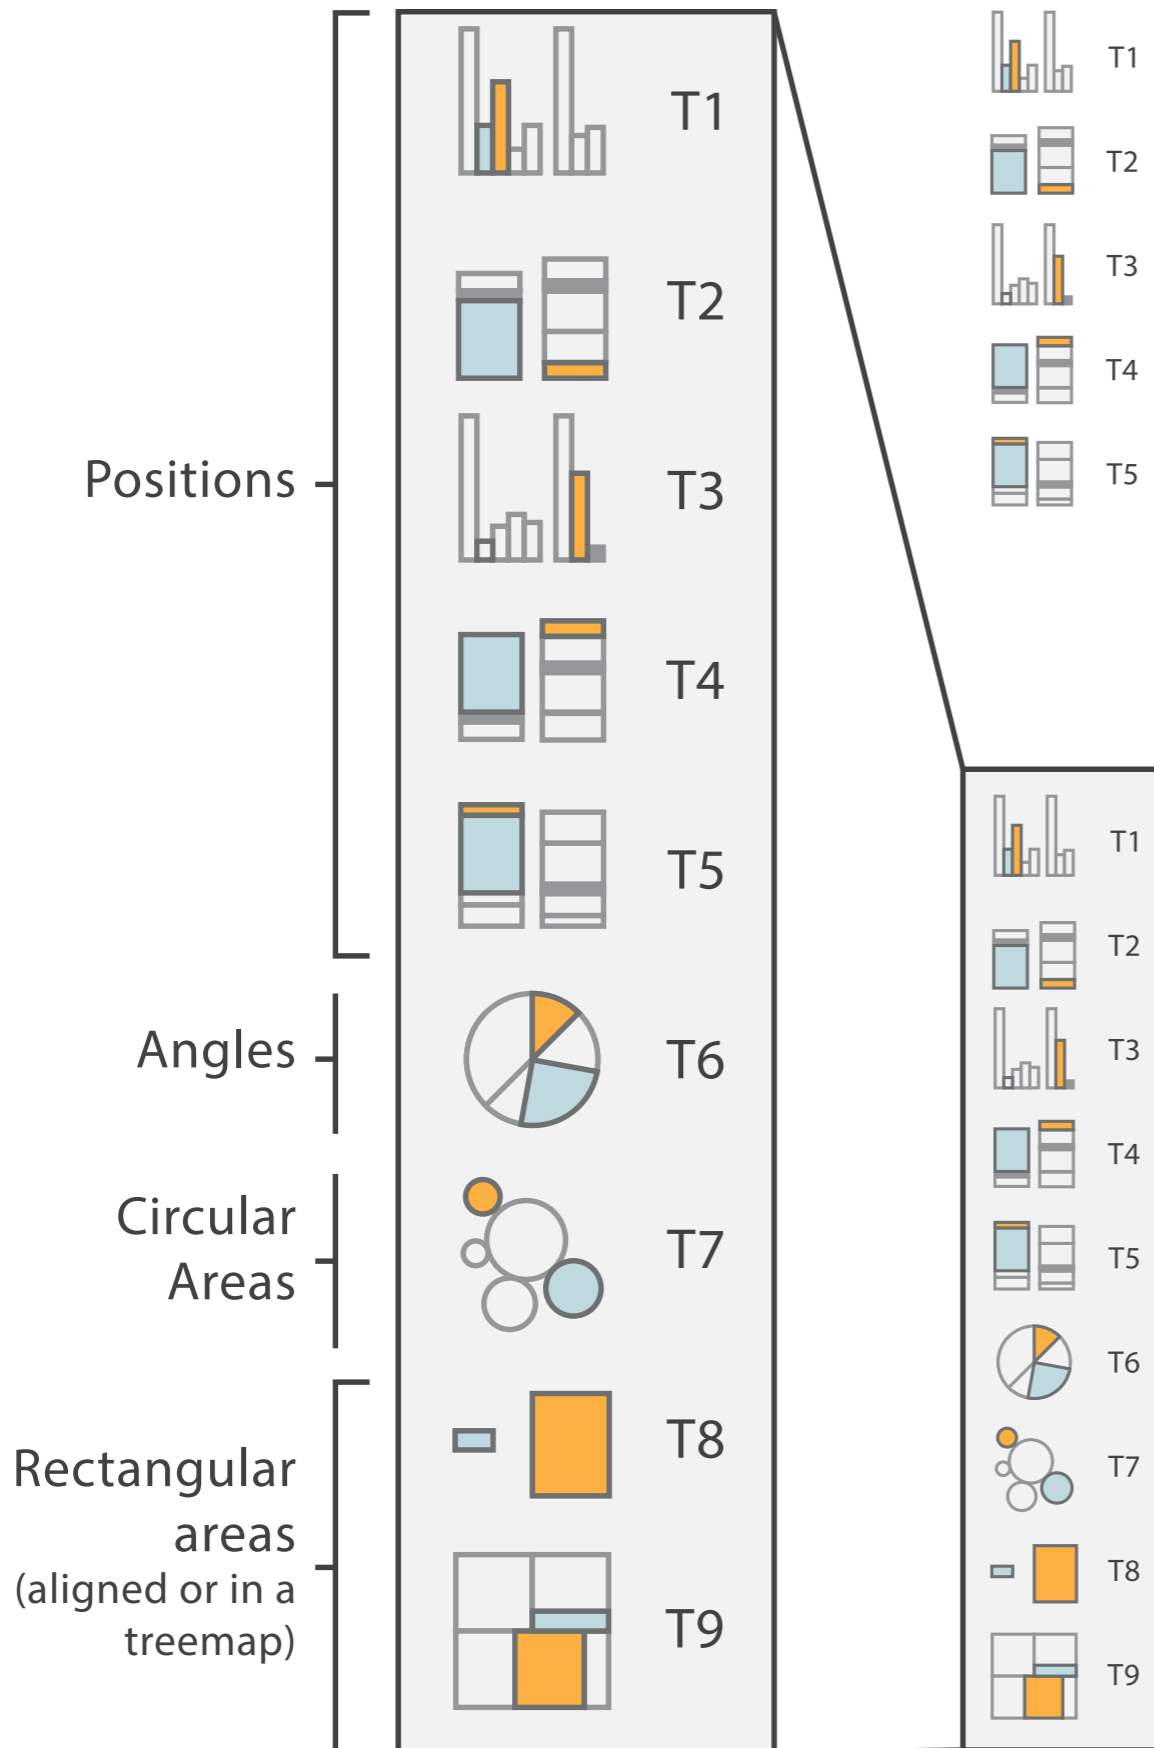 Positions
Angles
Circular
Areas
Rectangular
areas
(aligned or in a
treemap)
T1
T2
T3
T4
T5
T6
T7
T8
T9
T1
T2
T3
T4
T5
T1
T2
T3
T4
T5
T6
T7
T8
T9